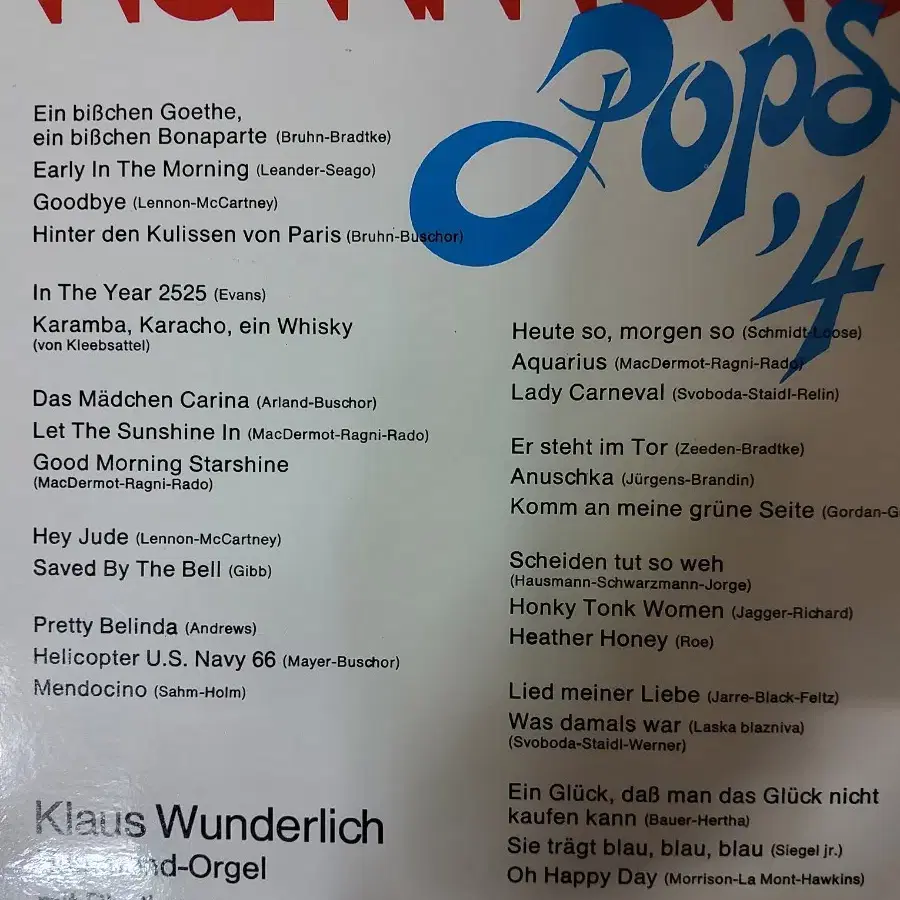 Pops
'4
Ein bißchen Goethe,
ein bißchen Bonaparte (Bruhn-Bradtke)
Early In The Morning (Leander-Seago)
Goodbye (Lennon-McCartney)
Hinter den Kulissen von Paris (Bruhn-Buschor)
In The Year 2525 (Evans)
Karamba, Karacho, ein Whisky
(von Kleebsattel)
Das Mädchen Carina (Arland-Buschor)
Let The Sunshine In (MacDermot-Ragni-Rado)
Good Morning Starshine
(MacDermot-Ragni-Rado)
Hey Jude (Lennon-McCartney)
Saved By The Bell (Gibb)
Pretty Belinda (Andrews)
Helicopter U.S. Navy 66 (Mayer-Buschor)
Mendocino (Sahm-Holm)
Klaus Wunderlich
Heute so, morgen so (Schmidt-Loose)
Aquarius (MacDermot-Ragni-Rado)
Lady Carneval (Svoboda-Staidl-Relin)
Er steht im Tor (Zeeden-Bradtke)
Anuschka (Jürgens-Brandin)
Komm an meine grüne Seite (Gordan-G
Scheiden tut so weh
(Hausmann-Schwarzmann-Jorge)
Honky Tonk Women (Jagger-Richard)
Heather Honey (Roe)
Lied meiner Liebe (Jarre-Black-Feltz)
Was damals war (Laska blazniva)
(Svoboda-Staidl-Werner)
Ein Glück, daß man das Glück nicht
kaufen kann (Bauer-Hertha)
Sie trägt blau, blau, blau (Siegel jr.)
Oh Happy Day (Morrison-La Mont-Hawkins)